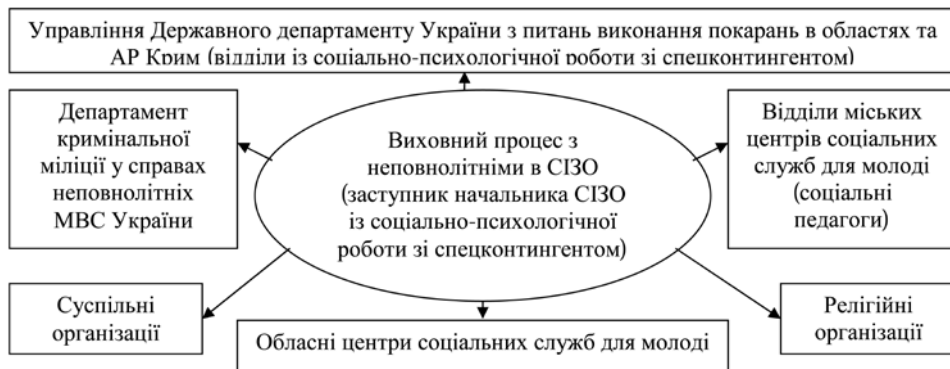 Управління Державного департаменту України з питань виконання покарань в областях та
АР Крим (відділи із соціально-психологічної роботи зі спецконтингентом)
Департамент
кримінальної
міліції у справах
неповнолітніх
МВС України
Виховний процес з
неповнолітніми в СІЗО
(заступник начальника СІЗО
із соціально-психологічної
роботи зі спецконтингентом)
Відділи міських
центрів соціальних
служб для молоді
(соціальні
педагоги)
Суспільні
організації
Обласні центри соціальних служб для молоді
Релігійні
організації